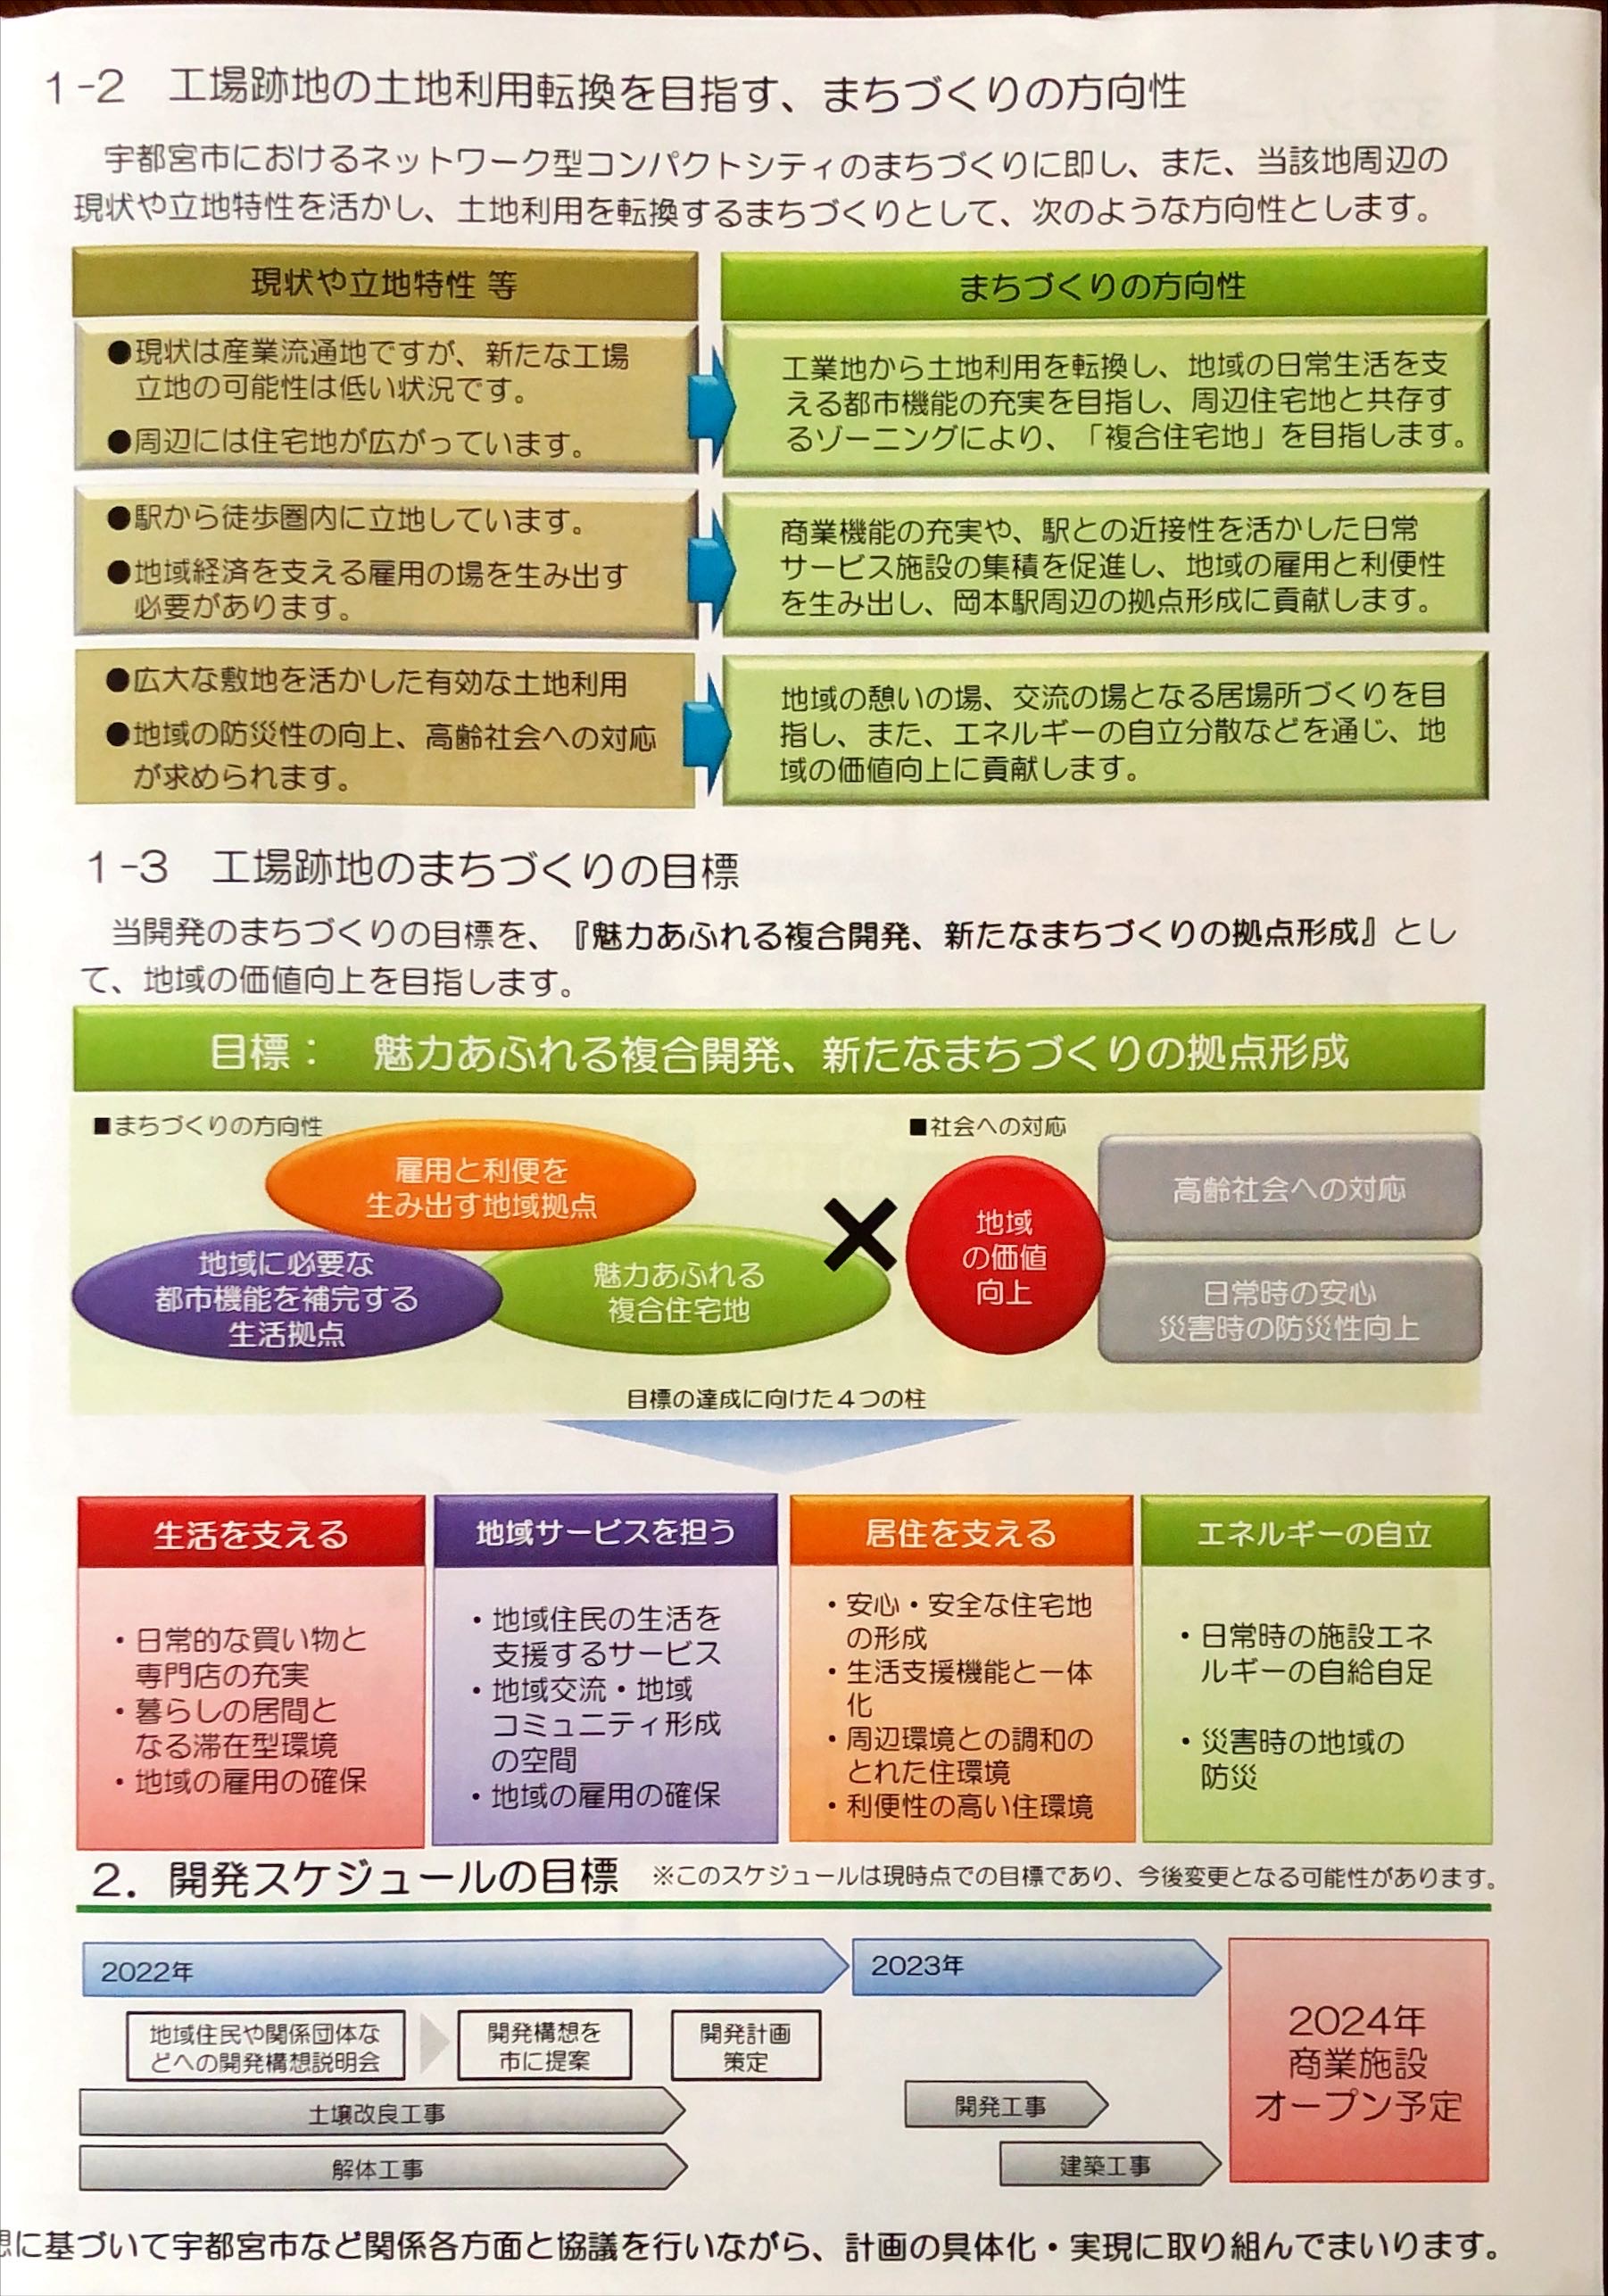 1-2　工場跡地の土地利用転換を目指す、まちづくりの方向性
宇都宮市におけるネットワーク型コンパクトシティのまちづくりに即し、また、当該地周辺の
現状や立地特性を活かし、土地利用を転換するまちづくりとして、次のような方向性とします。
現状や立地特性 等
まちづくりの方向性
●現状は産業流通地ですが、新たな工場
立地の可能性は低い状況です。
●周辺には住宅地が広がっています。
工業地から土地利用を転換し、地域の日常生活を支
える都市機能の充実を目指し、周辺住宅地と共存す
るゾーニングにより、「複合住宅地」を目指します。
●駅から徒歩圏内に立地しています。
●地域経済を支える雇用の場を生み出す
必要があります。
商業機能の充実や、駅との近接性を活かした日常
サービス施設の集積を促進し、地域の雇用と利便性
を生み出し、岡本駅周辺の拠点形成に貢献します。
●広大な敷地を活かした有効な土地利用
●地域の防災性の向上、高齢社会への対応
が求められます。
地域の憩いの場、交流の場となる居場所づくりを目
指し、また、エネルギーの自立分散などを通じ、地
域の価値向上に貢献します。
1-3　工場跡地のまちづくりの目標
当開発のまちづくりの目標を、『魅力あふれる複合開発、新たなまちづくりの拠点形成』とし
て、地域の価値向上を目指します。
目標：　魅力あふれる複合開発、新たなまちづくりの拠点形成
■まちづくりの方向性
雇用と利便を
生み出す地域拠点
地域に必要な
都市機能を補完する
生活拠点
魅力あふれる
複合住宅地
■社会への対応
地域
の価値
向上
高齢社会への対応
日常時の安心
災害時の防災性向上
目標の達成に向けた４つの柱
生活を支える
・日常的な買い物と
専門店の充実
・暮らしの居間と
なる滞在型環境
・地域の雇用の確保
地域サービスを担う
・地域住民の生活を
支援するサービス
・地域交流・地域
コミュニティ形成
の空間
・地域の雇用の確保
居住を支える
・安心・安全な住宅地
の形成
・生活支援機能と一体
化
・周辺環境との調和の
とれた住環境
・利便性の高い住環境
エネルギーの自立
・日常時の施設エネ
ルギーの自給自足
・災害時の地域の
防災
2．開発スケジュールの目標　※このスケジュールは現時点での目標であり、今後変更となる可能性があります。
2022年
2023年
地域住民や関係団体な
どへの開発構想説明会
開発構想を
市に提案
開発計画
策定
土壌改良工事
解体工事
開発工事
建築工事
2024年
商業施設
オープン予定
想に基づいて宇都宮市など関係各方面と協議を行いながら、計画の具体化・実現に取り組んでまいります。